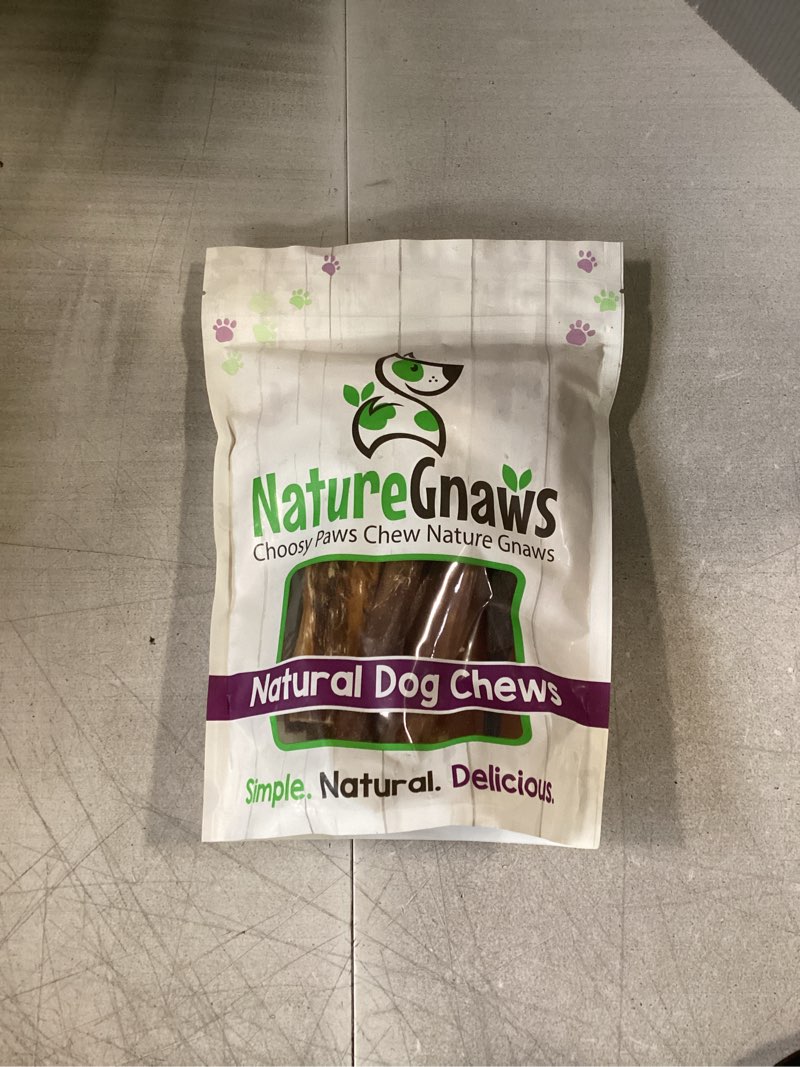 NatureGnaws
Choosy Paws Chew Nature Gnaws
Natural Dog Chews
Simple. Natural. Delicious.